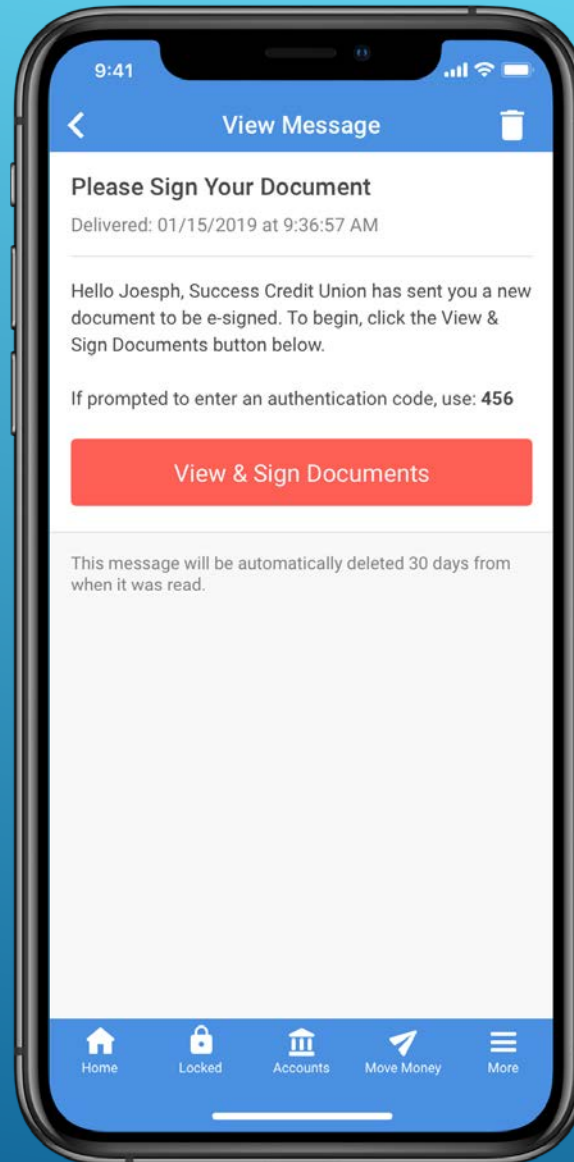 9:41
View Message
Please Sign Your Document
Delivered: 01/15/2019 at 9:36:57 AM
Hello Joesph, Success Credit Union has sent you a new
document to be e-signed. To begin, click the View &
Sign Documents button below.
If prompted to enter an authentication code, use: 456
View & Sign Documents
This message will be automatically deleted 30 days from
when it was read.
Home Locked Accounts Move Money More